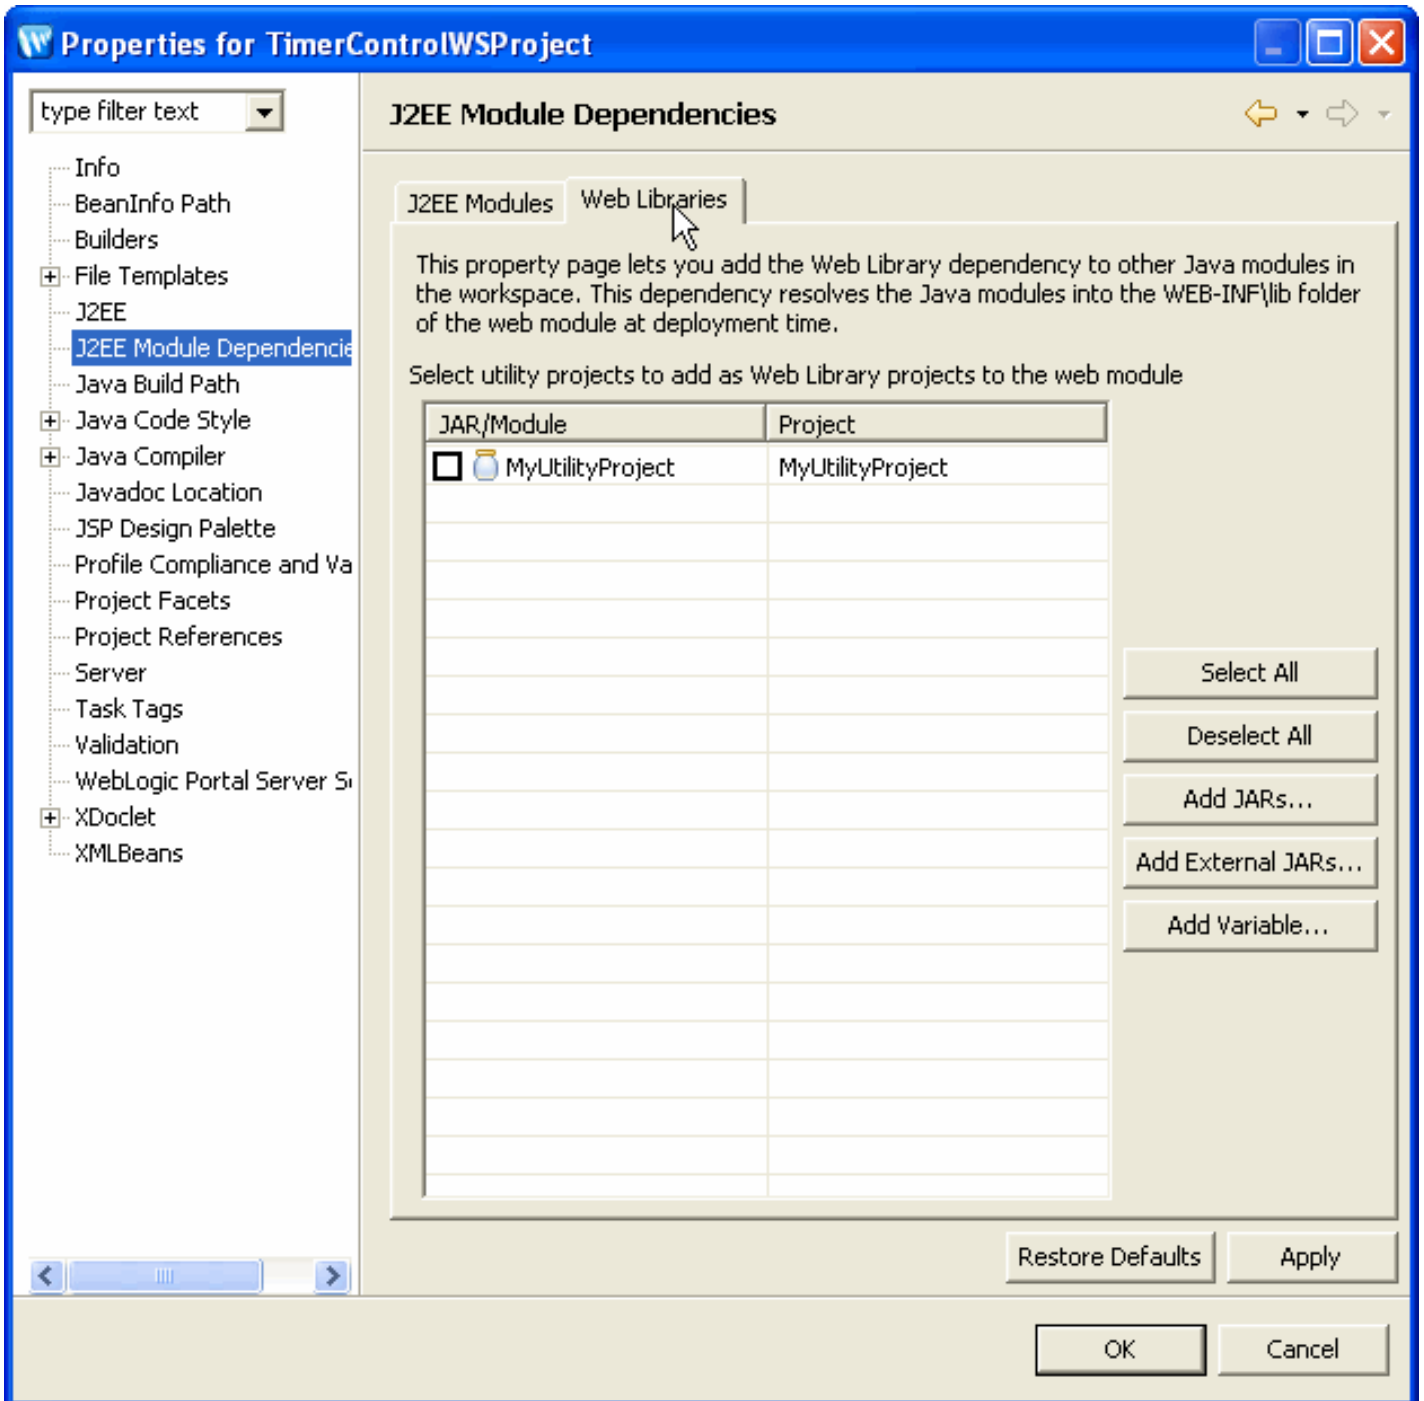 Properties for TimerControlWSProject
type filter text
Info
BeanInfo Path
Builders
File Templates
J2EE
J2EE Module Dependencie
Java Build Path
Java Code Style
Java Compiler
Javadoc Location
JSP Design Palette
Profile Compliance and Va
Project Facets
Project References
Server
Task Tags
Validation
WebLogic Portal Server S
XDoclet
XMLBeans
J2EE Module Dependencies
J2EE Modules
Web Libraries
This property page lets you add the Web Library dependency to other Java modules in
the workspace. This dependency resolves the Java modules into the WEB-INF\lib folder
of the web module at deployment time.
Select utility projects to add as Web Library projects to the web module
JAR/Module Project
MyUtilityProject MyUtilityProject
Select All
Deselect All
Add JARs...
Add External JARs...
Add Variable...
Restore Defaults
Apply
OK
Cancel